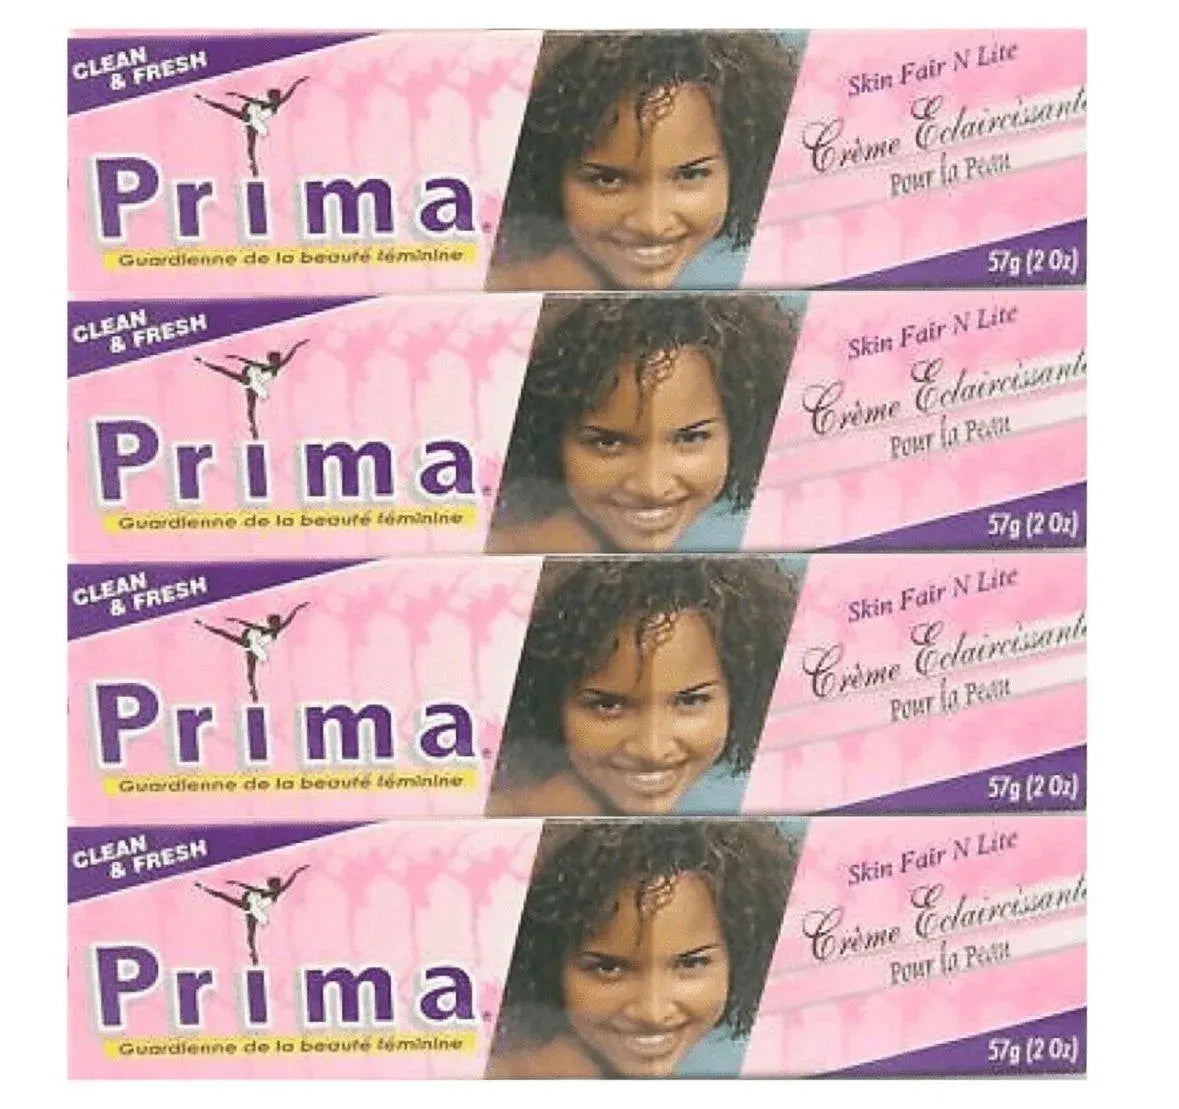 CLEAN
& FRESH
Prima
Guardienne de la beauté féminine
Skin Fair N Lite
Crème Eclaircissante
Pour la Peau
57g (2 Oz)
CLEAN
& FRESH
Prima
Guardienne de la beauté féminine
Skin Fair N Lite
Crème Eclaircissante
Pour la Peau
57g (2 Oz)
CLEAN
& FRESH
Prima
Guardienne de la beauté féminine
Skin Fair N Lite
Crème Eclaircissante
Pour la Peau
57g (2 Oz)
CLEAN
& FRESH
Prima
Guardienne de la beauté féminine
Skin Fair N Lite
Crème Eclaircissante
Pour la Peau
57g (2 Oz)